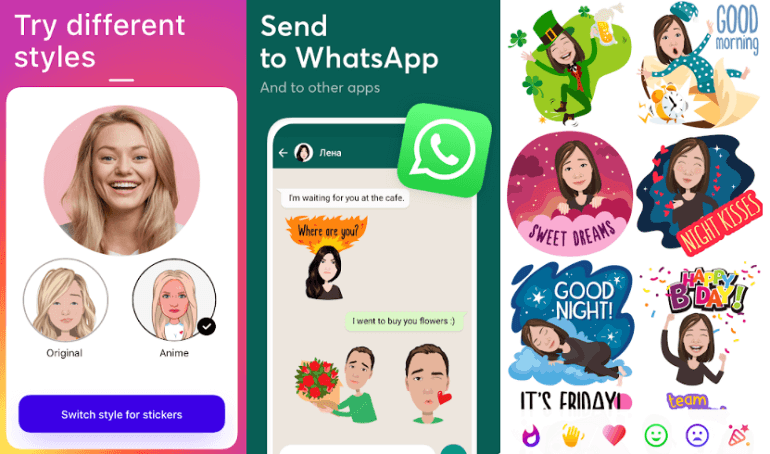 Try different
styles
Original
Anime
Switch style for stickers
Send
to WhatsApp
And to other apps
Лена
I'm waiting for you at the cafe.
Where are you?
I went to buy you flowers :)
GOOD
morning
SWEET DREAMS
NIGHT KISSES
GOOD
NIGHT!
HAPPY
B-DAY!
IT'S FRIDAY!
team